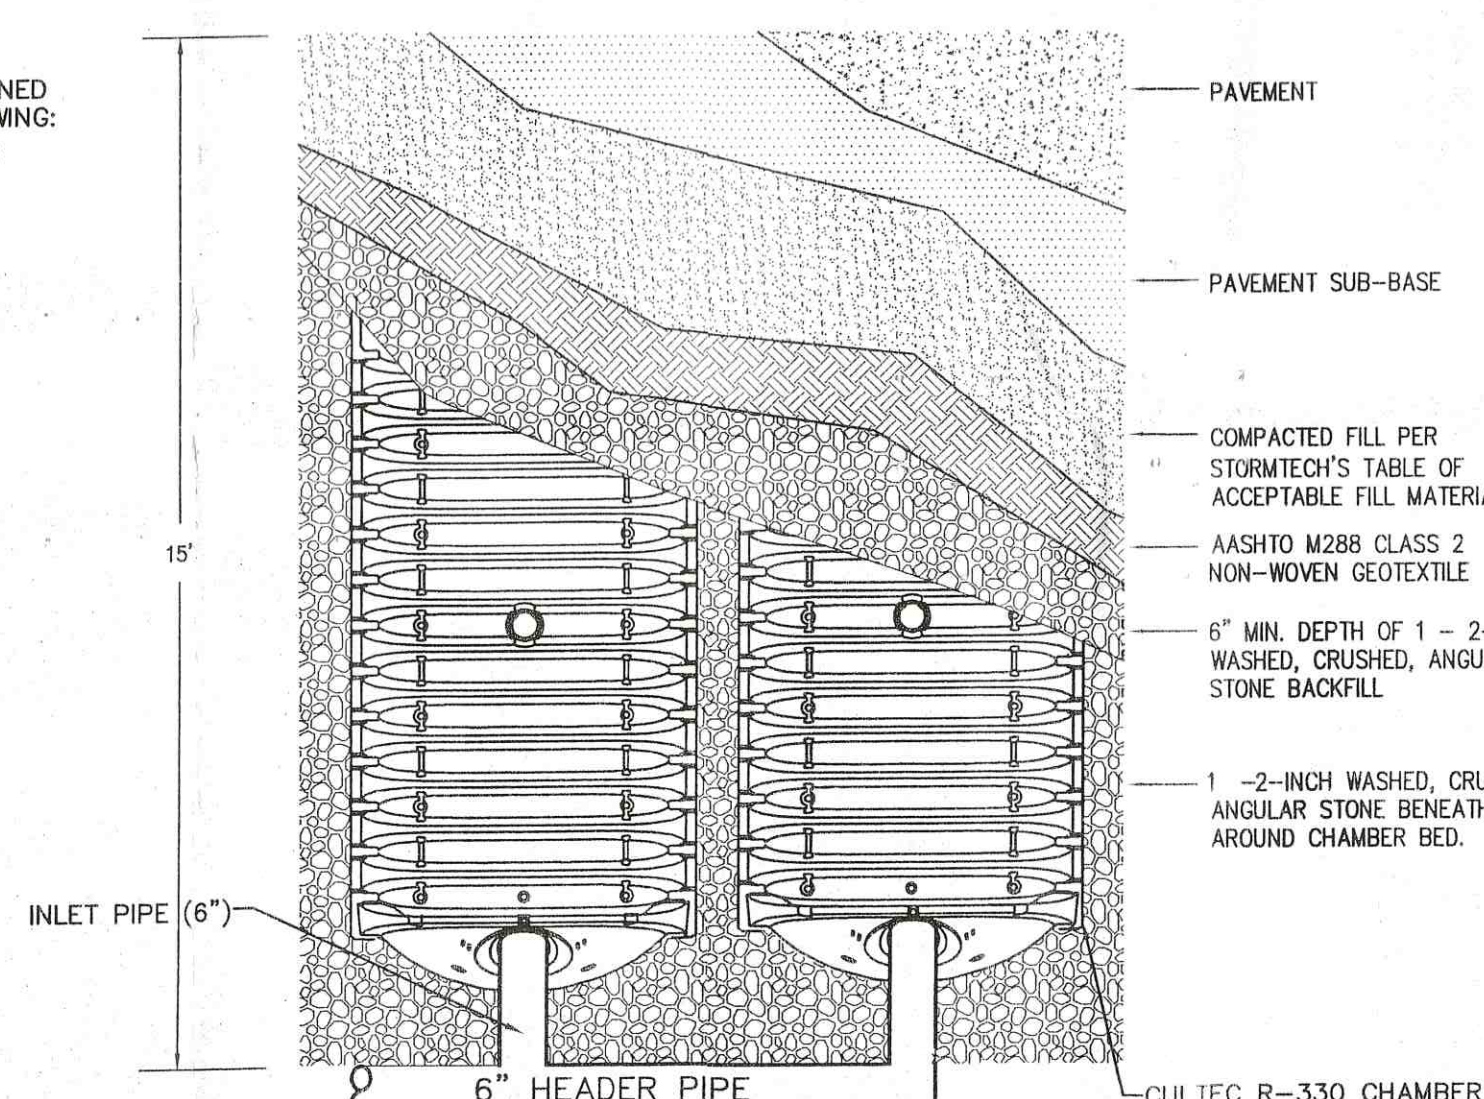 NED
WING:
PAVEMENT
PAVEMENT SUB-BASE
COMPACTED FILL PER
STORMTECH'S TABLE OF
ACCEPTABLE FILL MATERIA
15'
AASHTO M288 CLASS 2
NON-WOVEN GEOTEXTILE
6" MIN. DEPTH OF 1 - 2-
WASHED, CRUSHED, ANGU
STONE BACKFILL
1 -2-INCH WASHED, CRU
ANGULAR STONE BENEATH
AROUND CHAMBER BED.
INLET PIPE (6")
6" HEADER PIPE
CULTEC R-330 CHAMBER